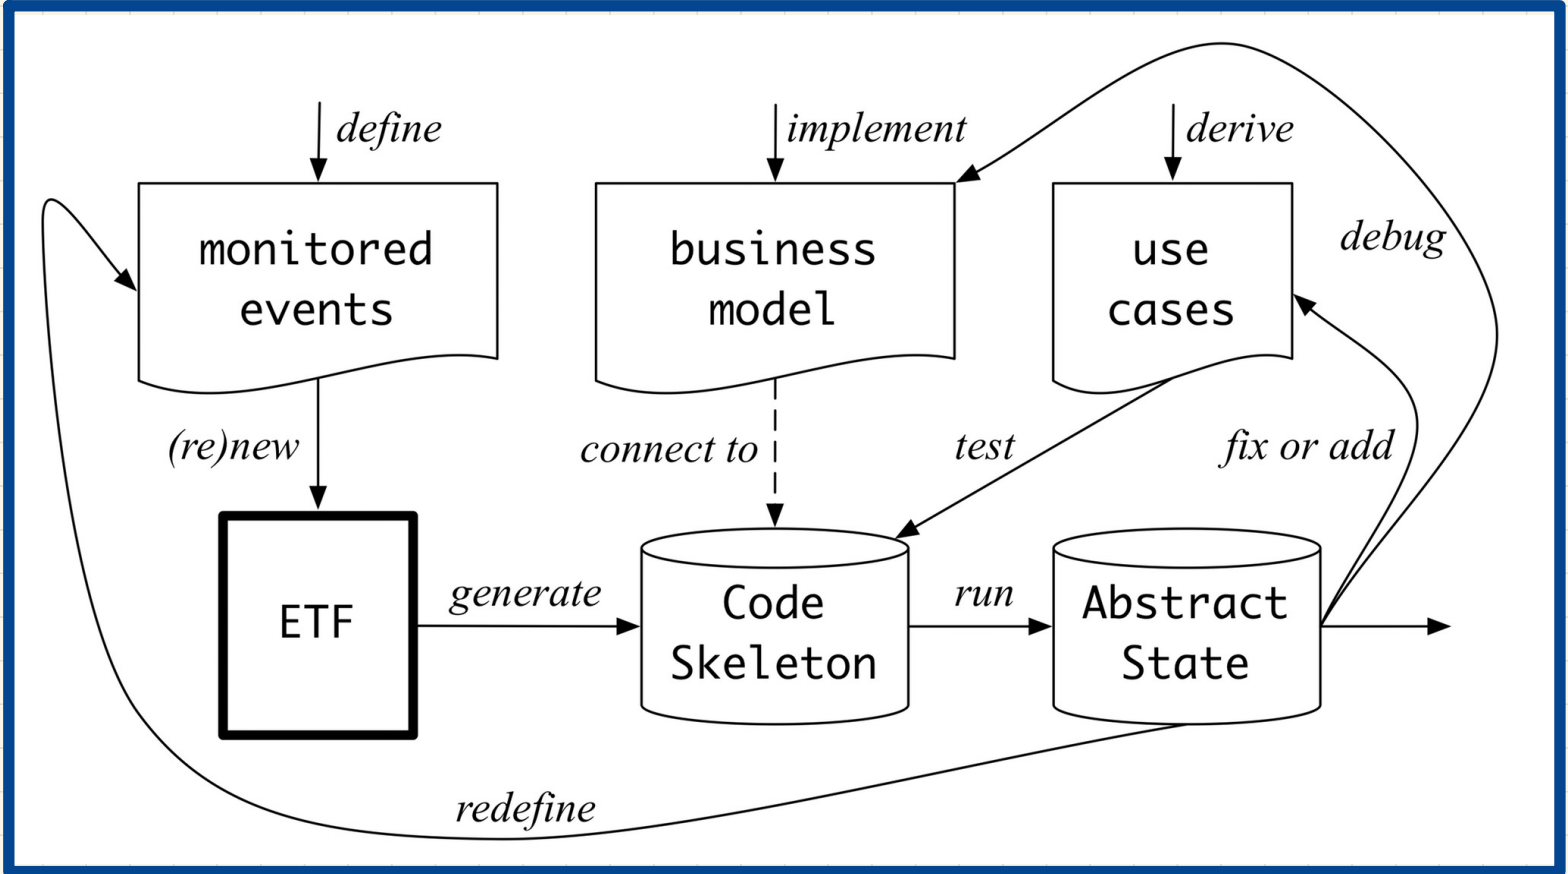 define
implement
derive
monitored
events
business
model
use
cases
debug
(re)new
connect to
test
fix or add
ETF
generate
Code
Skeleton
run
Abstract
State
redefine